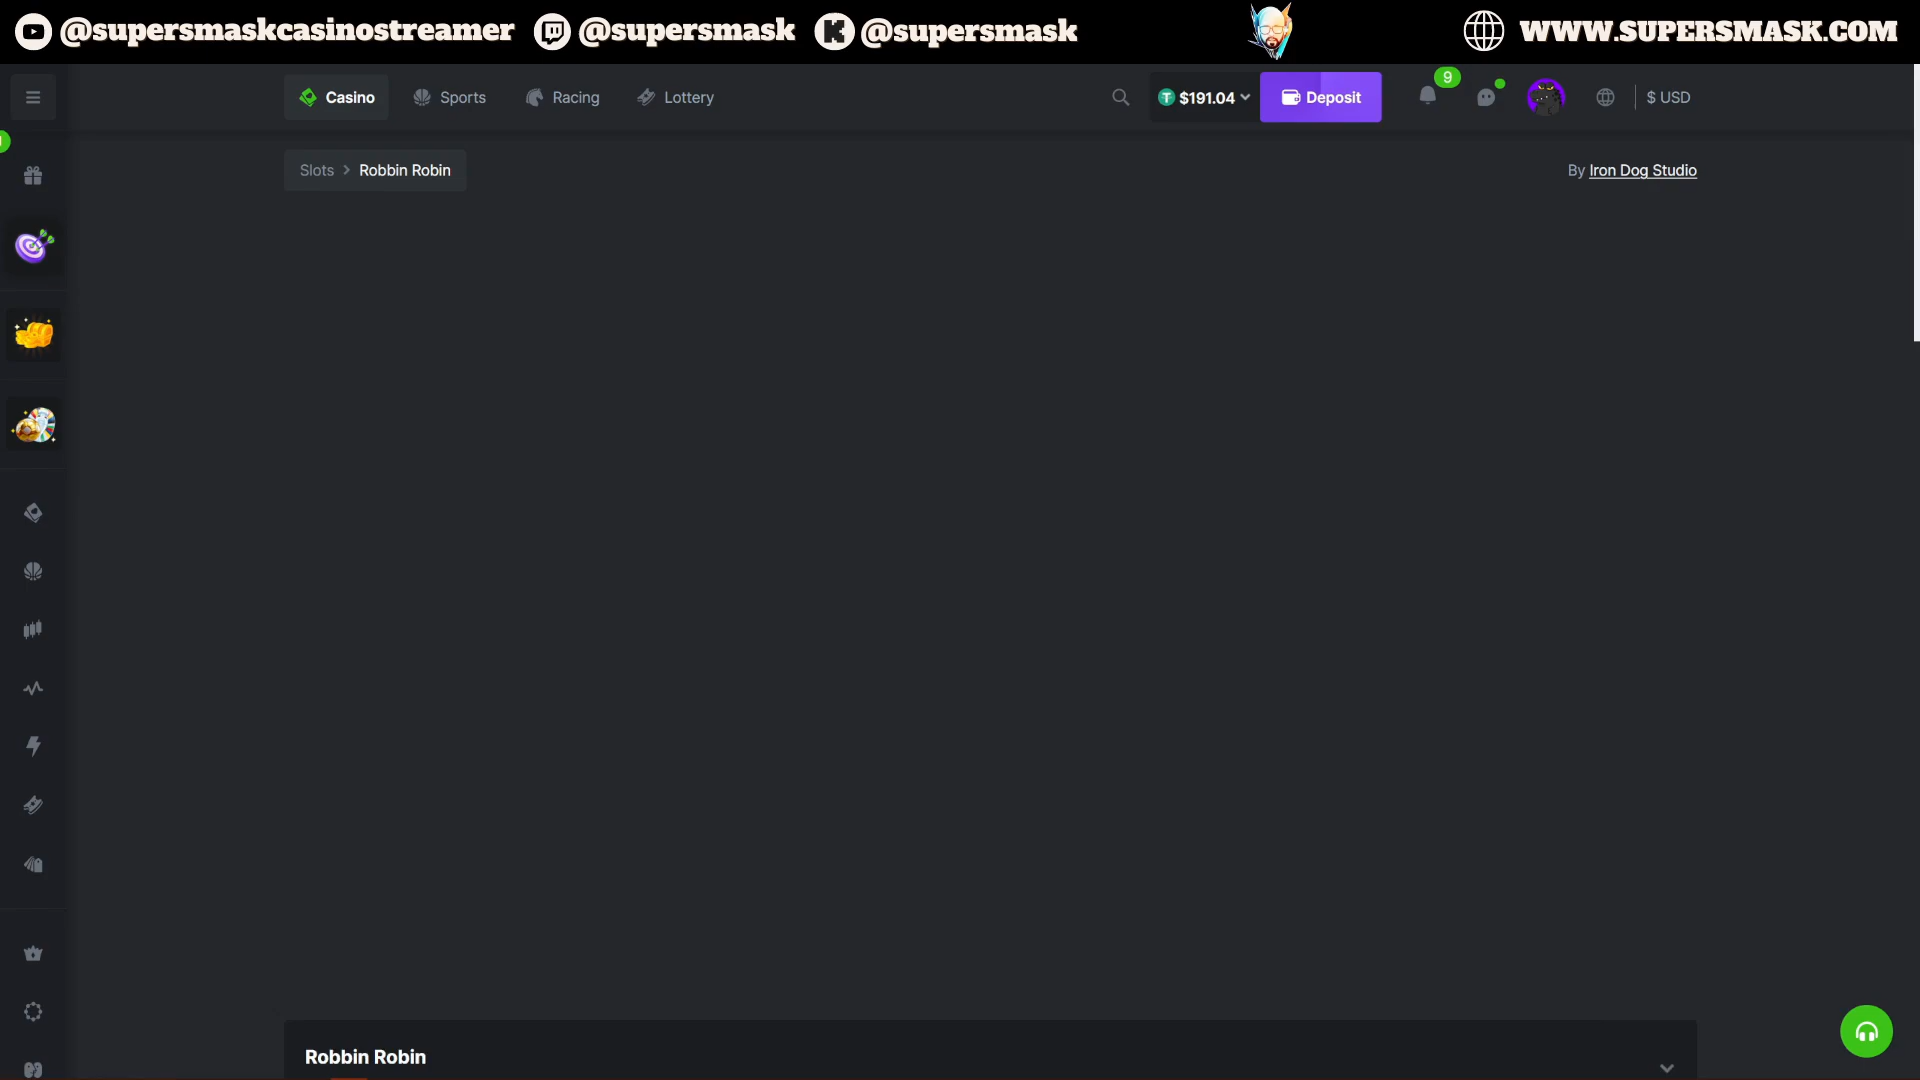 @supersmaskcasinostreamer @supersmask @supersmask WWW.SUPERSMASK.COM
Casino Sports Racing Lottery $191.04 Deposit 9 $ USD
Slots > Robbin Robin By Iron Dog Studio
Robbin Robin